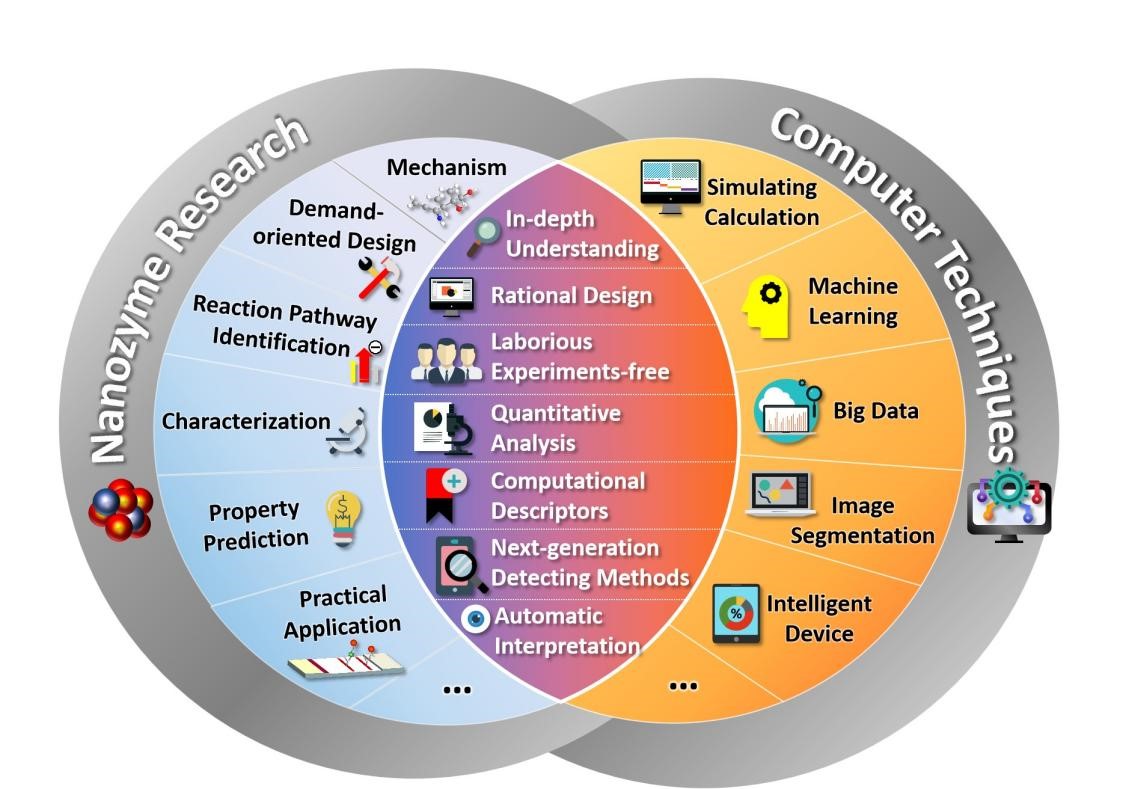 Nanozyme Research
Mechanism
Demand-
oriented Design
Reaction Pathway
Identification
Characterization
Property
Prediction
Practical
Application
...
In-depth
Understanding
Rational Design
Laborious
Experiments-free
Quantitative
Analysis
Computational
Descriptors
Next-generation
Detecting Methods
Automatic
Interpretation
Computer Techniques
Simulating
Calculation
Machine
Learning
Big Data
Image
Segmentation
%
Intelligent
Device
...